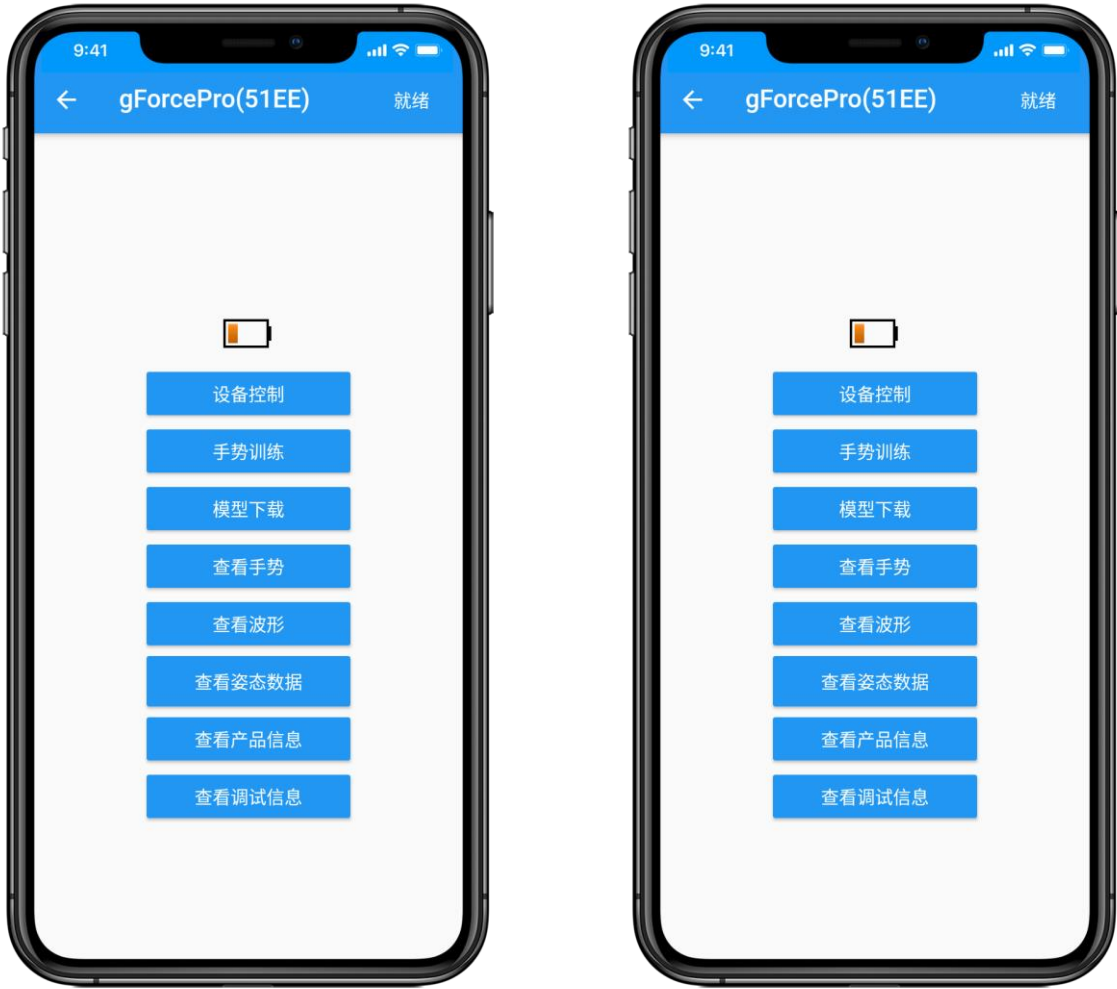 9:41
← gForcePro(51EE) 就绪
设备控制
手势训练
模型下载
查看手势
查看波形
查看姿态数据
查看产品信息
查看调试信息
9:41
← gForcePro(51EE) 就绪
设备控制
手势训练
模型下载
查看手势
查看波形
查看姿态数据
查看产品信息
查看调试信息